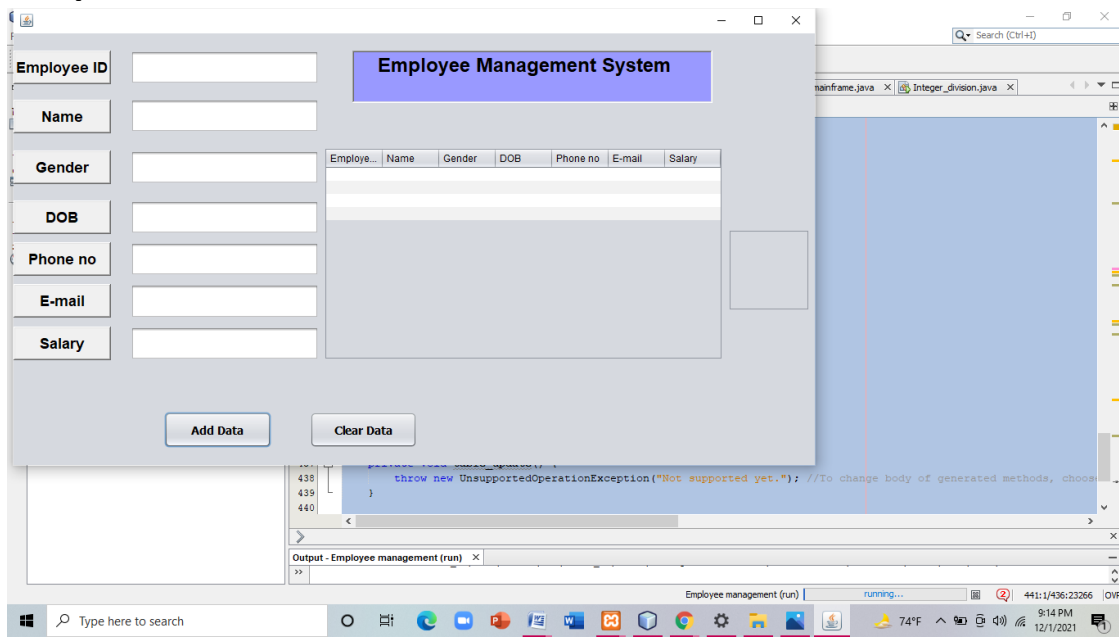 Search (Ctrl+I)
Employee ID
Employee Management System
mainframe.java
Integer_division.java
Name
Employe... Name Gender DOB Phone no E-mail Salary
Gender
DOB
Phone no
E-mail
Salary
Add Data
Clear Data
438 throw new UnsupportedOperationException("Not supported yet."); //To change body of generated methods, choose
439 }
440
Output - Employee management (run)
Employee management (run) running... 2 441:1/436:23266 OVR
Type here to search
74°F
9:14 PM
12/1/2021